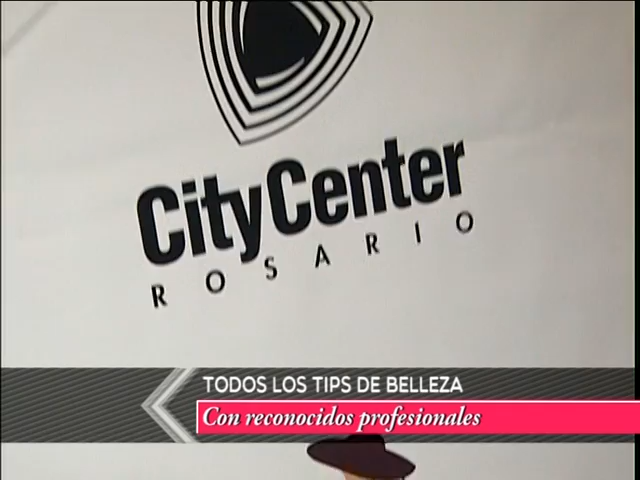 CityCenter
ROSARIO
TODOS LOS TIPS DE BELLEZA
Con reconocidos profesionales